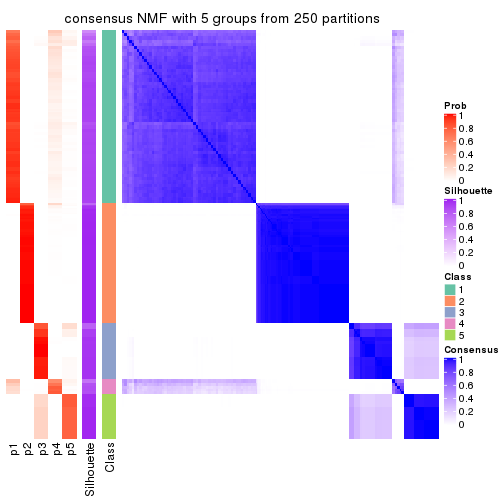 consensus NMF with 5 groups from 250 partitions
Prob
1
0.8
0.6
0.4
0.2
0
Silhouette
1
0.8
0.6
0.4
0.2
0
Class
1
2
3
4
5
Consensus
1
0.8
0.6
0.4
0.2
0
p1
p2
p3
p4
p5
Silhouette
Class